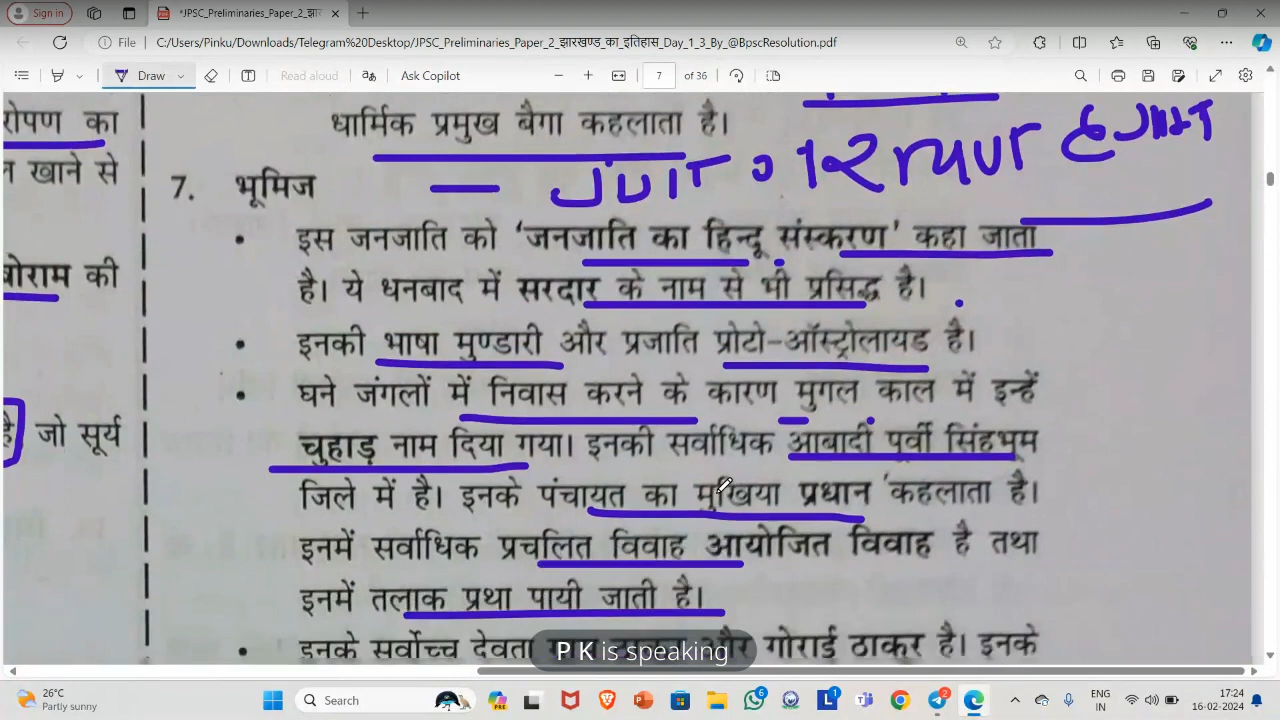 Sign in
*JPSC_Preliminaries_Paper_2_झार
File C:/Users/Pinku/Downloads/Telegram%20Desktop/JPSC_Preliminaries_Paper_2_झारखण्ड_का_इतिहास_Day_1_3_By_@BpscResolution.pdf
Draw Read aloud Ask Copilot 7 of 36
धार्मिक प्रमुख बैगा कहलाता है।
रोपण का
खाने से
7. भूमिज
• इस जनजाति को 'जनजाति का हिन्दू संस्करण' कहा जाता
है। ये धनबाद में सरदार के नाम से भी प्रसिद्ध है।
की
• इनकी भाषा मुण्डारी और प्रजाति प्रोटो-ऑस्ट्रोलायड है।
• घने जंगलों में निवास करने के कारण मुगल काल में इन्हें
है जो सूर्य
चुहाड़ नाम दिया गया। इनकी सर्वाधिक आबादी पूर्वी सिंहभूम
जिले में है। इनके पंचायत का मुखिया प्रधान कहलाता है।
इनमें सर्वाधिक प्रचलित विवाह आयोजित विवाह है तथा
इनमें तलाक प्रथा पायी जाती है।
• इनके सर्वोच्च देवता और गोराई ठाकुर है। इनके
P K is speaking
26°C
Partly sunny
Search
6
1
2
ENG
IN
17:24
16-02-2024